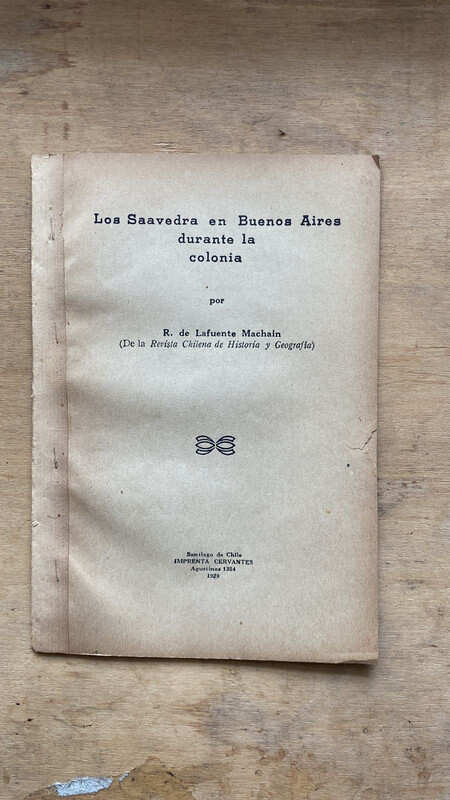 Los Saavedra en Buenos Aires
durante la
colonia
por
R. de Lafuente Machain
(De la Revista Chilena de Historia y Geografía)
Santiago de Chile
IMPRENTA CERVANTES
Agustinas 1354
1929